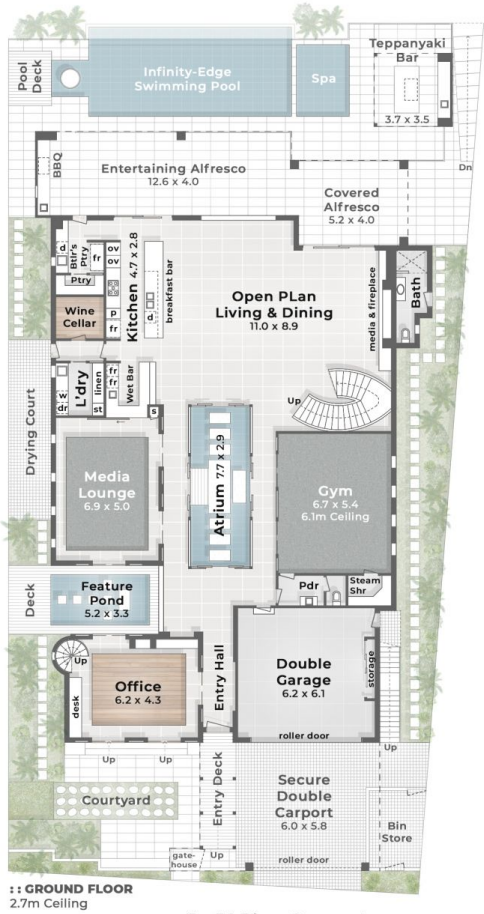 Teppanyaki
Bar
3.7 x 3.5
Pool
Deck
Infinity-Edge
Swimming Pool
Spa
BBQ
Entertaining Alfresco
12.6 x 4.0
Dn
Covered
Alfresco
5.2 x 4.0
d
Btlr's
Ptry
fr
ov
ov
Ptry
Kitchen 4.7 x 2.8
p
fr
d
breakfast bar
Open PLan
Living & Dining
11.0 x 8.9
media & fireplace
Bath
Wine
Cellar
Drying Court
w
dr
L'dry
linen
st
fr
fr
Wet Bar
s
Up
Media
Lounge
6.9 x 5.0
Atrium 7.7 x 2.9
Gym
6.7 x 5.4
6.1m Ceiling
Deck
Feature
Pond
5.2 x 3.3
Pdr
Steam
Shr
Up
desk
Office
6.2 x 4.3
Entry Hall
Double
Garage
6.2 x 6.1
storage
roller door
Up
Up
Up
Courtyard
Entry Deck
Secure
Double
Carport
6.0 x 5.8
Bin
Store
gate-
house
Up
roller door
:: GROUND FLOOR
2.7m Ceiling